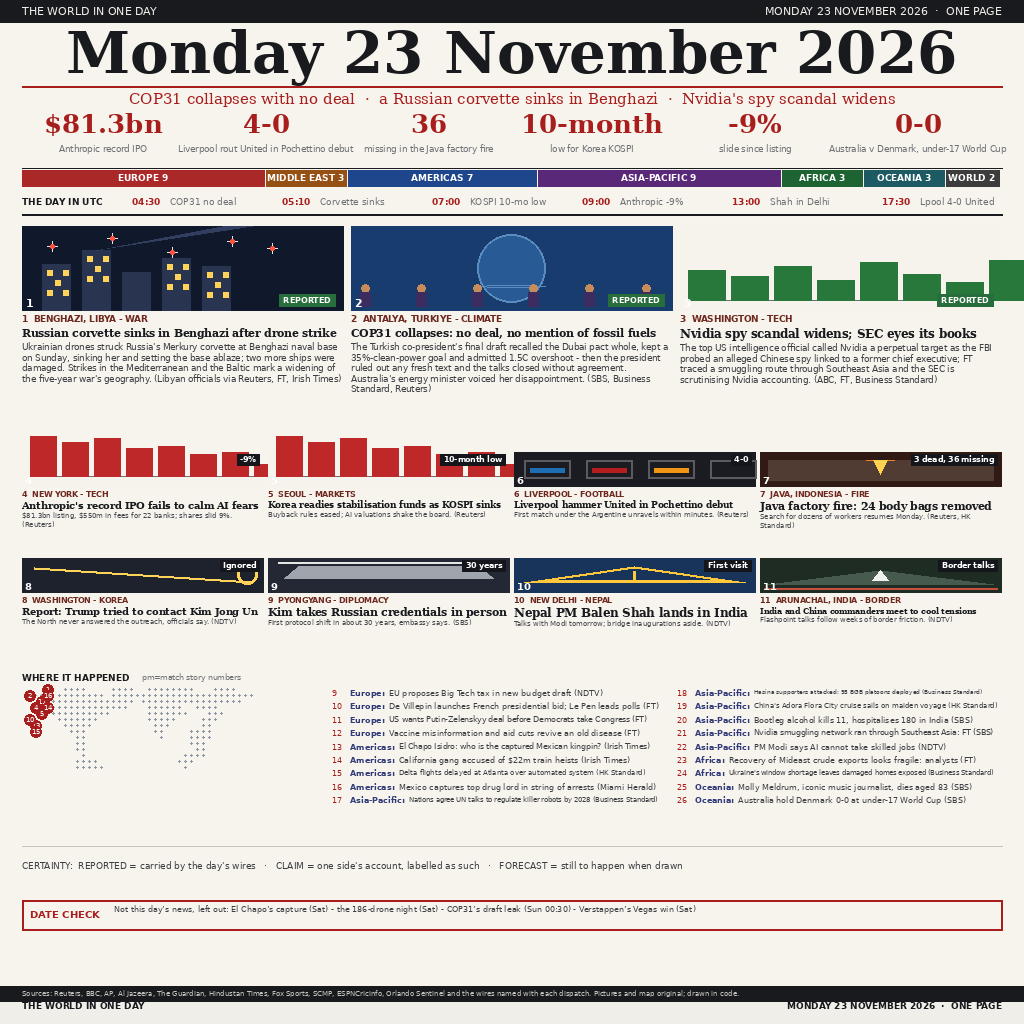 THE WORLD IN ONE DAY
MONDAY 23 NOVEMBER 2026 · ONE PAGE
Monday 23 November 2026
COP31 collapses with no deal · a Russian corvette sinks in Benghazi · Nvidia's spy scandal widens
$81.3bn
Anthropic record IPO
4-0
Liverpool rout United in Pochettino debut
36
missing in the Java factory fire
10-month
low for Korea KOSPI
-9%
slide since listing
0-0
Australia v Denmark, under-17 World Cup
EUROPE 9
MIDDLE EAST 3
AMERICAS 7
ASIA-PACIFIC 9
AFRICA 3
OCEANIA 3
WORLD 2
THE DAY IN UTC
04:30 COP31 no deal
05:10 Corvette sinks
07:00 KOSPI 10-mo low
09:00 Anthropic -9%
13:00 Shah in Delhi
17:30 Lpool 4-0 United
1
REPORTED
1 BENGHAZI, LIBYA - WAR
Russian corvette sinks in Benghazi after drone strike
Ukrainian drones struck Russia's Merkury corvette at Benghazi naval base
on Sunday, sinking her and setting the base ablaze; two more ships were
damaged. Strikes in the Mediterranean and the Baltic mark a widening of
the five-year war's geography. (Libyan officials via Reuters, FT, Irish Times)
2
REPORTED
2 ANTALYA, TURKIYE - CLIMATE
COP31 collapses: no deal, no mention of fossil fuels
The Turkish co-president's final draft recalled the Dubai pact whole, kept a
35%-clean-power goal and admitted 1.5C overshoot - then the president
ruled out any fresh text and the talks closed without agreement.
Australia's energy minister voiced her disappointment. (SBS, Business
Standard, Reuters)
REPORTED
3 WASHINGTON - TECH
Nvidia spy scandal widens; SEC eyes its books
The top US intelligence official called Nvidia a perpetual target as the FBI
probed an alleged Chinese spy linked to a former chief executive; FT
traced a smuggling route through Southeast Asia and the SEC is
scrutinising Nvidia accounting. (ABC, FT, Business Standard)
-9%
4 NEW YORK - TECH
Anthropic's record IPO fails to calm AI fears
$81.3bn listing, $550m in fees for 22 banks; shares slid 9%.
(Reuters)
10-month low
5 SEOUL - MARKETS
Korea readies stabilisation funds as KOSPI sinks
Buyback rules eased; AI valuations shake the board. (Reuters)
6
4-0
6 LIVERPOOL - FOOTBALL
Liverpool hammer United in Pochettino debut
First match under the Argentine unravels within minutes. (Reuters)
7
3 dead, 36 missing
7 JAVA, INDONESIA - FIRE
Java factory fire: 24 body bags removed
Search for dozens of workers resumes Monday. (Reuters, HK
Standard)
8
Ignored
8 WASHINGTON - KOREA
Report: Trump tried to contact Kim Jong Un
The North never answered the outreach, officials say. (NDTV)
9
30 years
9 PYONGYANG - DIPLOMACY
Kim takes Russian credentials in person
First protocol shift in about 30 years, embassy says. (SBS)
10
First visit
10 NEW DELHI - NEPAL
Nepal PM Balen Shah lands in India
Talks with Modi tomorrow; bridge inaugurations aside. (NDTV)
11
Border talks
11 ARUNACHAL, INDIA - BORDER
India and China commanders meet to cool tensions
Flashpoint talks follow weeks of border friction. (NDTV)
WHERE IT HAPPENED
pm=match story numbers
2
16
4
14
10
15
9 Europe: EU proposes Big Tech tax in new budget draft (NDTV)
10 Europe: De Villepin launches French presidential bid; Le Pen leads polls (FT)
11 Europe: US wants Putin-Zelenskyy deal before Democrats take Congress (FT)
12 Europe: Vaccine misinformation and aid cuts revive an old disease (FT)
13 Americas: El Chapo Isidro: who is the captured Mexican kingpin? (Irish Times)
14 Americas: California gang accused of $22m train heists (Irish Times)
15 Americas: Delta flights delayed at Atlanta over automated system (HK Standard)
16 Americas: Mexico captures top drug lord in string of arrests (Miami Herald)
17 Asia-Pacific: Nations agree UN talks to regulate killer robots by 2028 (Business Standard)
18 Asia-Pacific: Hasina supporters attacked: 38 BGB platoons deployed (Business Standard)
19 Asia-Pacific: China's Adora Flora City cruise sails on maiden voyage (HK Standard)
20 Asia-Pacific: Bootleg alcohol kills 11, hospitalises 180 in India (SBS)
21 Asia-Pacific: Nvidia smuggling network ran through Southeast Asia: FT (SBS)
22 Asia-Pacific: PM Modi says AI cannot take skilled jobs (NDTV)
23 Africa: Recovery of Mideast crude exports looks fragile: analysts (FT)
24 Africa: Ukraine's window shortage leaves damaged homes exposed (Business Standard)
25 Oceania: Molly Meldrum, iconic music journalist, dies aged 83 (SBS)
26 Oceania: Australia hold Denmark 0-0 at under-17 World Cup (SBS)
CERTAINTY: REPORTED = carried by the day's wires · CLAIM = one side's account, labelled as such · FORECAST = still to happen when drawn
DATE CHECK
Not this day's news, left out: El Chapo's capture (Sat) - the 186-drone night (Sat) - COP31's draft leak (Sun 00:30) - Verstappen's Vegas win (Sat)
Sources: Reuters, BBC, AP, Al Jazeera, The Guardian, Hindustan Times, Fox Sports, SCMP, ESPNCricinfo, Orlando Sentinel and the wires named with each dispatch. Pictures and map original; drawn in code.
THE WORLD IN ONE DAY
MONDAY 23 NOVEMBER 2026 · ONE PAGE